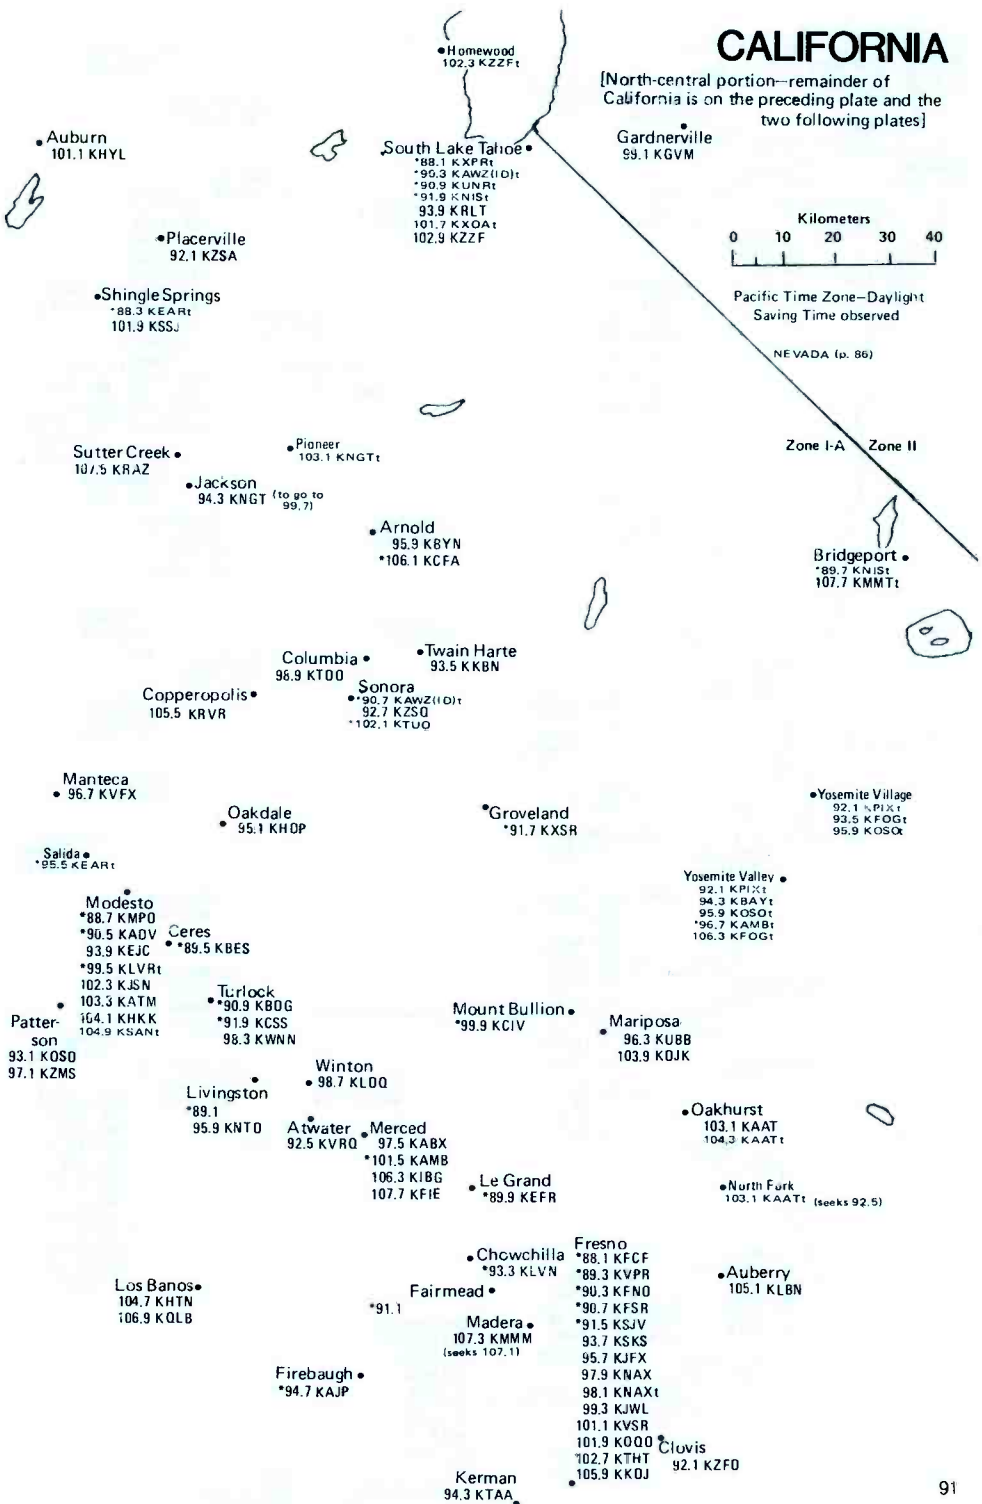 CALIFORNIA
[North-central portion—remainder of
California is on the preceding plate and the
two following plates]
Homewood
102.3 KZZFt
Auburn
101.1 KHYL
South Lake Tahoe
*88.1 KXPRt
*90.3 KAWZ(ID)t
*90.9 KUNRt
*91.9 KNISt
93.9 KRLT
101.7 KXOAt
102.9 KZZF
Gardnerville
99.1 KGVM
Kilometers
0 10 20 30 40
Pacific Time Zone—Daylight
Saving Time observed
NEVADA (p. 86)
Placerville
92.1 KZSA
Shingle Springs
*88.3 KEARt
101.9 KSSJ
Zone I-A Zone II
Sutter Creek
107.5 KRAZ
Pioneer
103.1 KNGTt
Jackson
94.3 KNGT (to go to
99.7)
Arnold
95.9 KBYN
*106.1 KCFA
Bridgeport
*89.7 KNISt
107.7 KMMTt
Columbia
98.9 KTDO
Twain Harte
93.5 KKBN
Copperopolis
105.5 KRVR
Sonora
*90.7 KAWZ(ID)t
92.7 KZSQ
*102.1 KTUO
Manteca
96.7 KVFX
Oakdale
95.1 KHOP
Groveland
*91.7 KXSR
Yosemite Village
92.1 KPIXt
93.5 KFOGt
95.9 KOSOt
Salida
*95.5 KEARt
Yosemite Valley
92.1 KPIXt
94.3 KBAYt
95.9 KOSOt
*96.7 KAMBt
106.3 KFOGt
Modesto
*88.7 KMPO
*90.5 KADV
93.9 KEJC
*99.5 KLVRt
102.3 KJSN
103.3 KATM
104.1 KHKK
104.9 KSANt
Ceres
*89.5 KBES
Turlock
*90.9 KBDG
*91.9 KCSS
98.3 KWNN
Patter-
son
93.1 KOSO
97.1 KZMS
Mount Bullion
*99.9 KCIV
Mariposa
96.3 KUBB
103.9 KDJK
Winton
98.7 KLOQ
Livingston
*89.1
95.9 KNTO
Atwater
92.5 KVRQ
Merced
97.5 KABX
*101.5 KAMB
106.3 KIBG
107.7 KFIE
Oakhurst
103.1 KAAT
104.3 KAATt
Le Grand
*89.9 KEFR
North Fork
103.1 KAATt (seeks 92.5)
Chowchilla
*93.3 KLVN
Fresno
*88.1 KFCF
*89.3 KVPR
*90.3 KFNO
*90.7 KFSR
*91.5 KSJV
93.7 KSKS
95.7 KJFX
97.9 KNAX
98.1 KNAXt
99.3 KJWL
101.1 KVSR
101.9 KOQO
*102.7 KTHT
105.9 KKDJ
Auberry
105.1 KLBN
Los Banos
104.7 KHTN
106.9 KQLB
Fairmead
*91.1
Madera
107.3 KMMM
(seeks 107.1)
Firebaugh
*94.7 KAJP
Clovis
92.1 KZFO
Kerman
94.3 KTAA
91